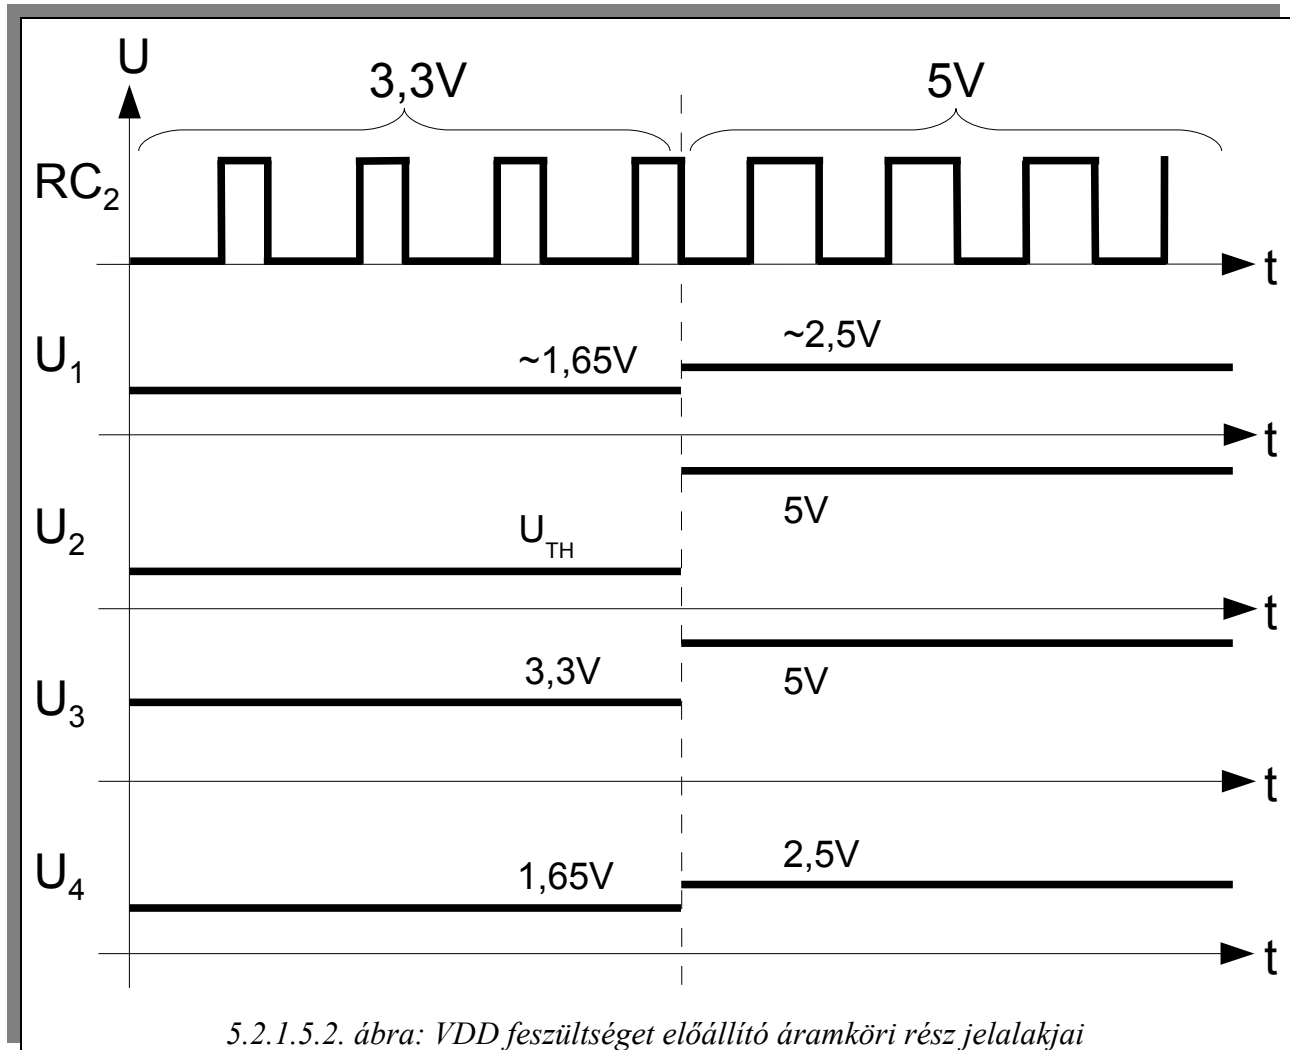 U
3,3V
5V
RC2
t
U1
~1,65V
~2,5V
t
U2
UTH
5V
t
U3
3,3V
5V
t
U4
1,65V
2,5V
t
5.2.1.5.2. ábra: VDD feszültséget előállító áramköri rész jelalakjai